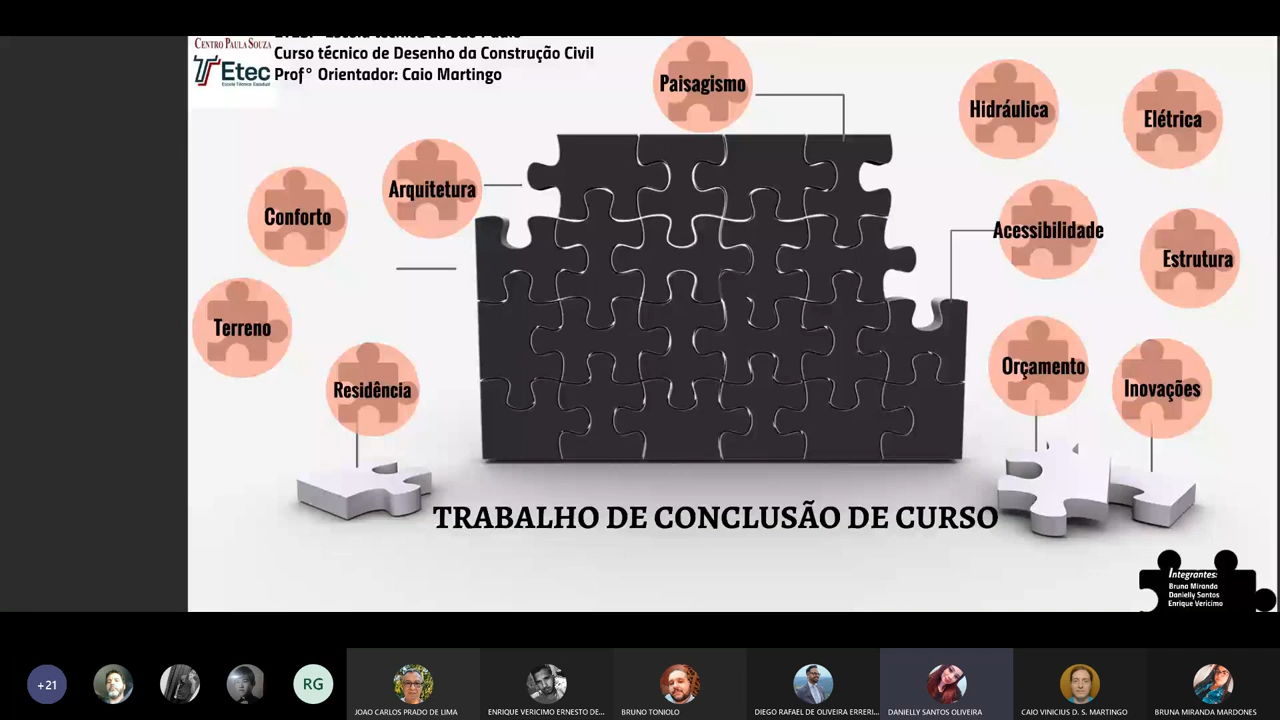 CENTRO PAULA SOUZA
Etec
Escola Técnica Estadual
Curso técnico de Desenho da Construção Civil
Prof° Orientador: Caio Martingo
Paisagismo
Hidráulica
Elétrica
Arquitetura
Conforto
Acessibilidade
Estrutura
Terreno
Residência
Orçamento
Inovações
TRABALHO DE CONCLUSÃO DE CURSO
Integrantes:
Bruna Miranda
Danielly Santos
Enrique Vericimo
+21
RG
JOAO CARLOS PRADO DE LIMA
ENRIQUE VERICIMO ERNESTO DE...
BRUNO TONIOLO
DIEGO RAFAEL DE OLIVEIRA ERRERI...
DANIELLY SANTOS OLIVEIRA
CAIO VINICIUS D. S. MARTINGO
BRUNA MIRANDA MARDONES